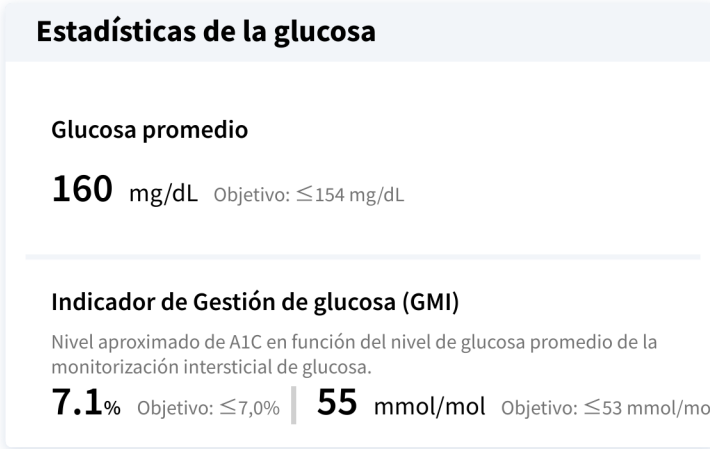 Estadísticas de la glucosa
Glucosa promedio
160 mg/dL Objetivo: ≤154 mg/dL
Indicador de Gestión de glucosa (GMI)
Nivel aproximado de A1C en función del nivel de glucosa promedio de la
monitorización intersticial de glucosa.
7.1% Objetivo: ≤7,0% | 55 mmol/mol Objetivo: ≤53 mmol/mo